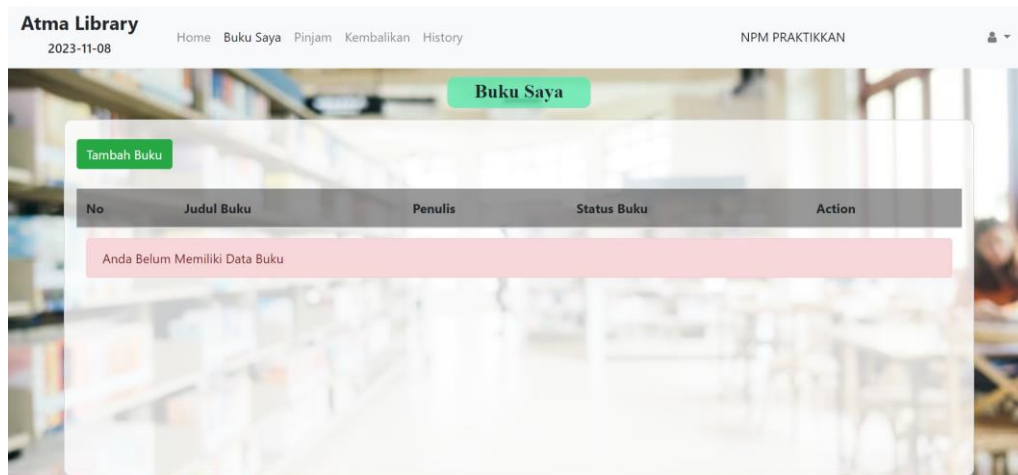 Atma Library
2023-11-08
Home Buku Saya Pinjam Kembalikan History
NPM PRAKTIKKAN
Buku Saya
Tambah Buku
No Judul Buku Penulis Status Buku Action
Anda Belum Memiliki Data Buku